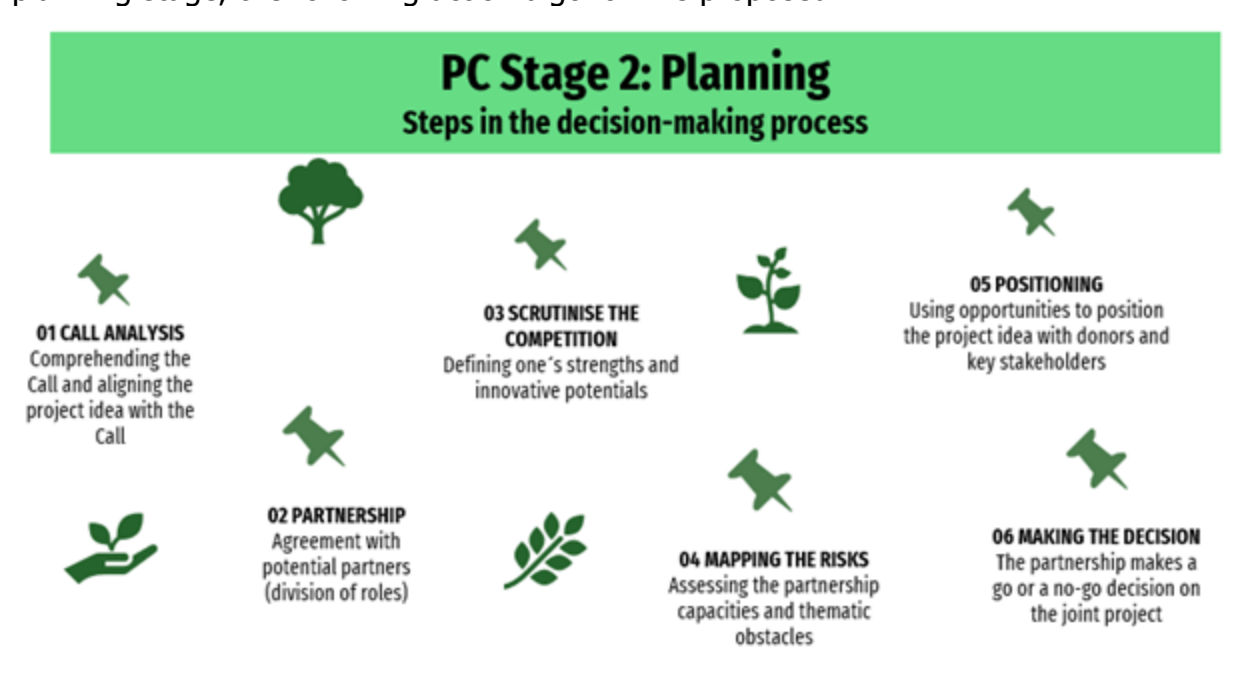 PC Stage 2: Planning
Steps in the decision-making process
01 CALL ANALYSIS
Comprehending the
Call and aligning the
project idea with the
Call
02 PARTNERSHIP
Agreement with
potential partners
(division of roles)
03 SCRUTINISE THE
COMPETITION
Defining one´s strengths and
innovative potentials
04 MAPPING THE RISKS
Assessing the partnership
capacities and thematic
obstacles
05 POSITIONING
Using opportunities to position
the project idea with donors and
key stakeholders
06 MAKING THE DECISION
The partnership makes a
go or a no-go decision on
the joint project